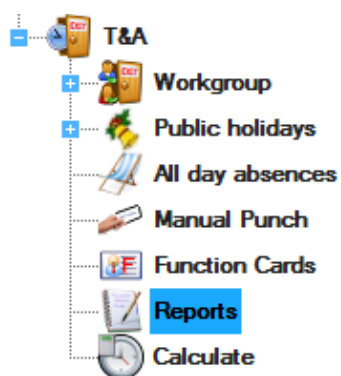 T&A
Workgroup
Public holidays
All day absences
Manual Punch
Function Cards
Reports
Calculate